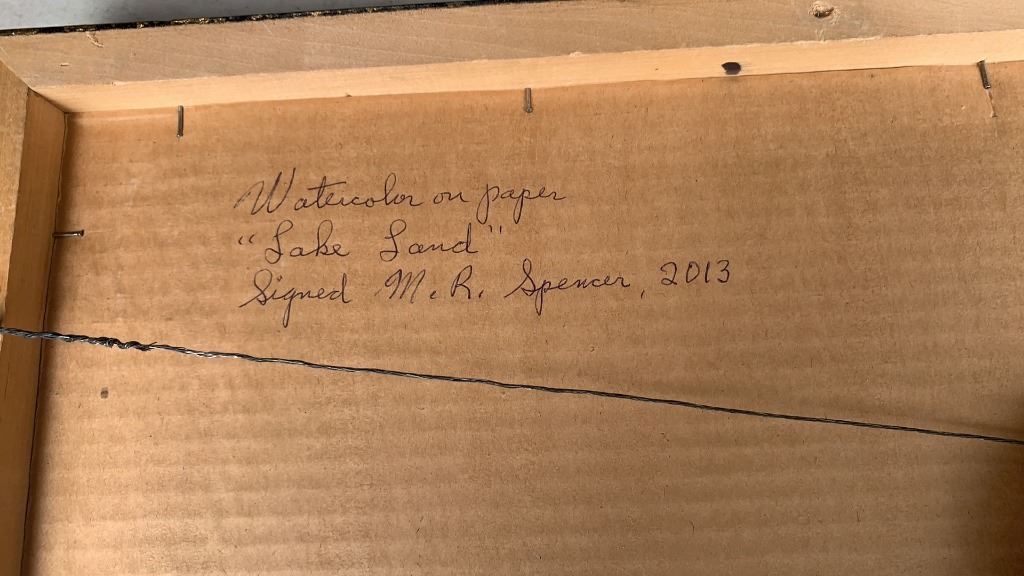 Watercolor on paper
“Lake Land”
Signed M. R. Spencer, 2013